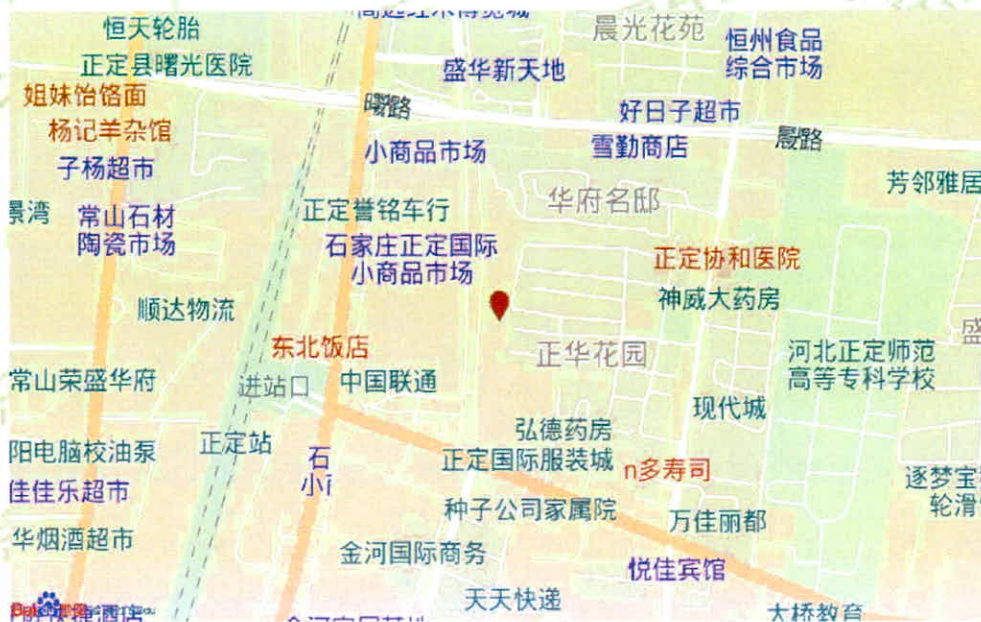 恒天轮胎
晨光花苑
恒州食品
综合市场
正定县曙光医院
盛华新天地
姐妹饸饹面
曙路
好日子超市
杨记羊杂馆
晨路
小商品市场
雪勤商店
子杨超市
芳邻雅居
华府名邸
景湾
常山石材
陶瓷市场
正定誉铭车行
石家庄正定国际
小商品市场
正定协和医院
神威大药房
顺达物流
东北饭店
正华花园
河北正定师范
高等专科学校
盛
常山荣盛华府
进站口
中国联通
现代城
弘德药房
阳电脑校油泵
正定站
石
小
正定国际服装城
n多寿司
逐梦宝
轮滑
佳佳乐超市
种子公司家属院
万佳丽都
华烟酒超市
金河国际商务
悦佳宾馆
天天快递
大桥教育